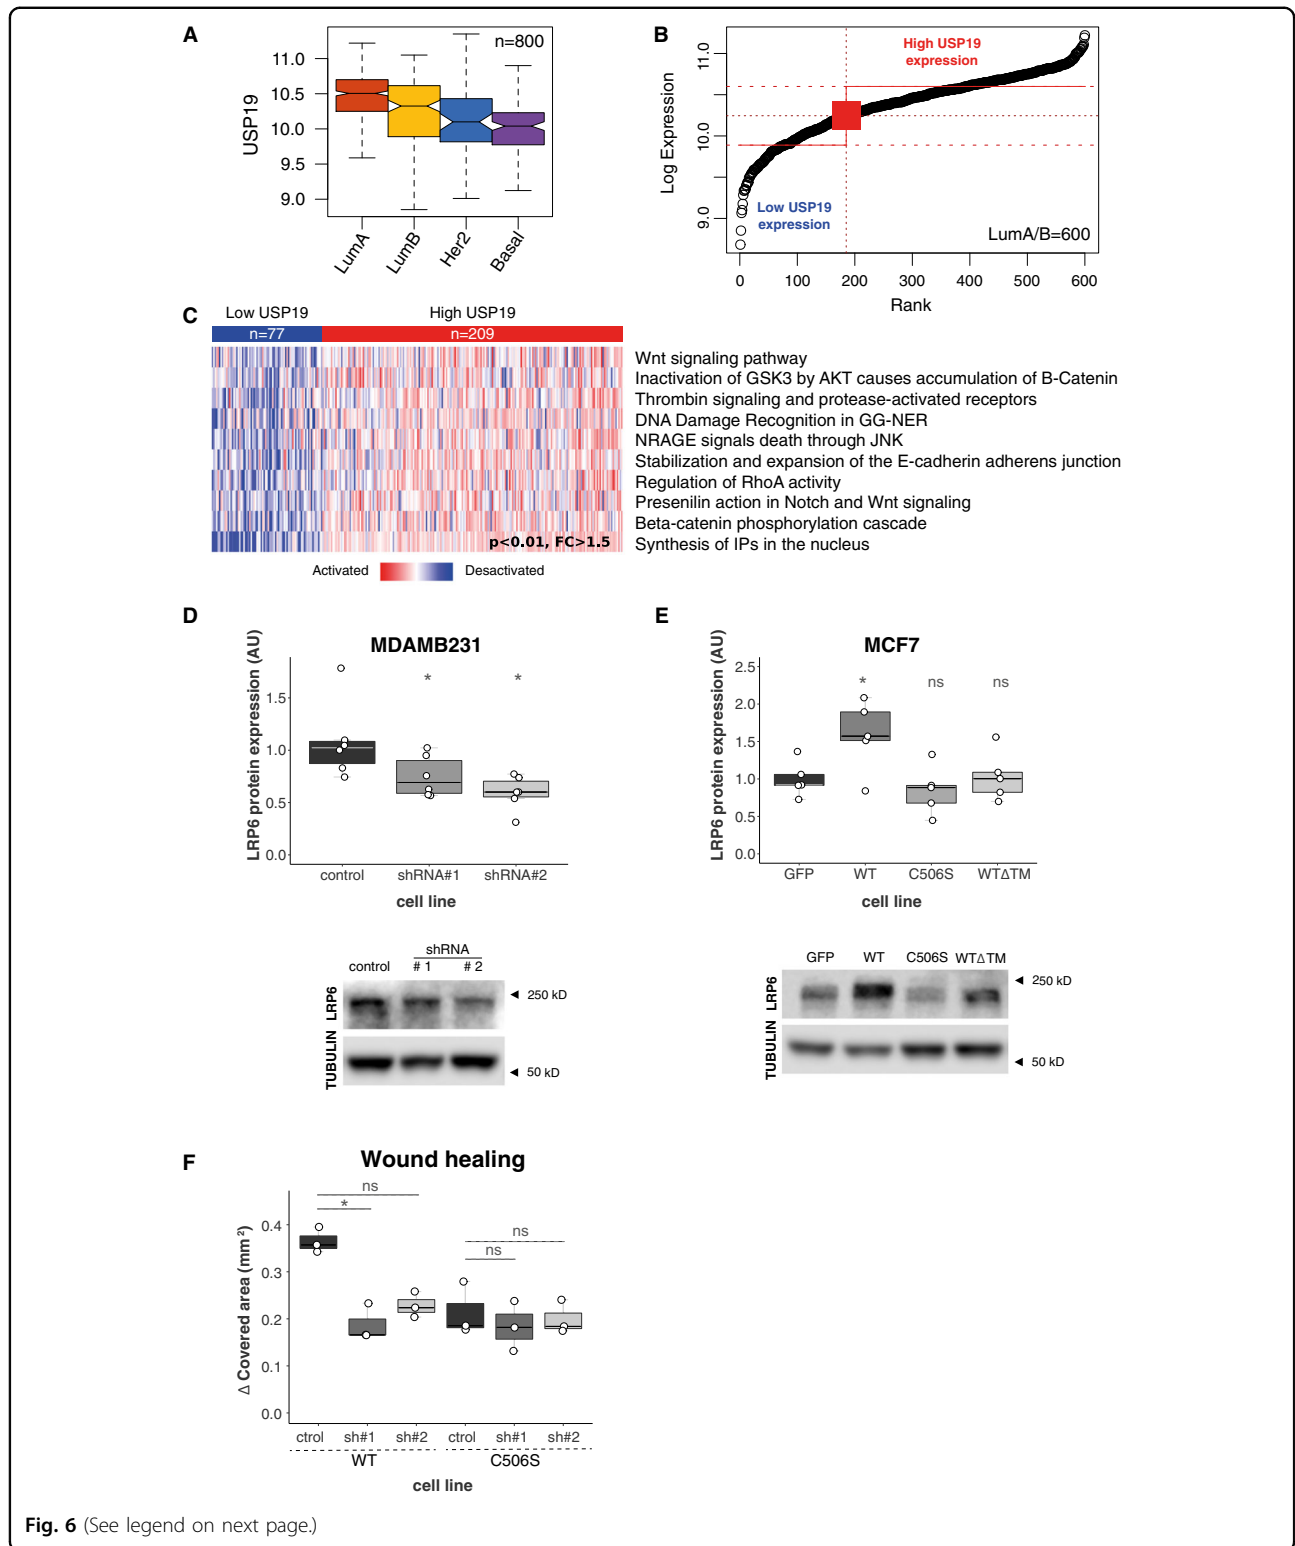 A
n=800
USP19
11.0
10.5
10.0
9.5
9.0
LumA
LumB
Her2
Basal
B
High USP19
expression
Log Expression
11.0
10.0
9.0
Low USP19
expression
LumA/B=600
0
100
200
300
400
500
600
Rank
C
Low USP19
High USP19
n=77
n=209
Wnt signaling pathway
Inactivation of GSK3 by AKT causes accumulation of B-Catenin
Thrombin signaling and protease-activated receptors
DNA Damage Recognition in GG-NER
NRAGE signals death through JNK
Stabilization and expansion of the E-cadherin adherens junction
Regulation of RhoA activity
Presenilin action in Notch and Wnt signaling
Beta-catenin phosphorylation cascade
Synthesis of IPs in the nucleus
p<0.01, FC>1.5
Activated
Desactivated
D
MDAMB231
LRP6 protein expression (AU)
1.5
1.0
0.5
0.0
*
*
control
shRNA#1
shRNA#2
cell line
shRNA
control
# 1
# 2
LRP6
250 kD
TUBULIN
50 kD
E
MCF7
LRP6 protein expression (AU)
2.5
2.0
1.5
1.0
0.5
0.0
*
ns
ns
GFP
WT
C506S
WTΔTM
cell line
GFP
WT
C506S
WTΔTM
LRP6
250 kD
TUBULIN
50 kD
F
Wound healing
Δ Covered area (mm²)
0.4
0.3
0.2
0.1
0.0
ns
*
ns
ns
ctrol
sh#1
sh#2
ctrol
sh#1
sh#2
WT
C506S
cell line
Fig. 6 (See legend on next page.)